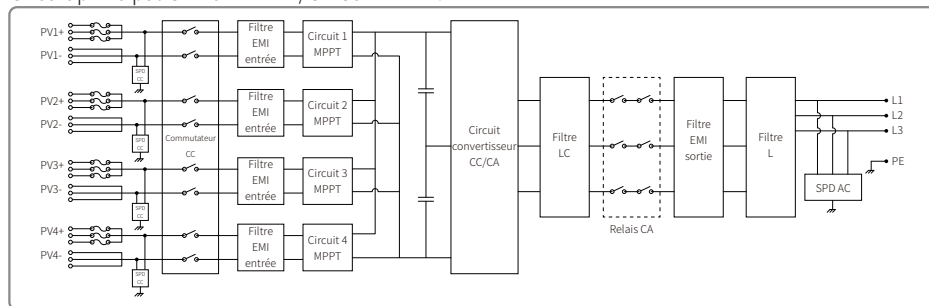 PV1+
PV1-
SPD
CC
Filtre
EMI
entrée
Circuit 1
MPPT
PV2+
PV2-
SPD
CC
Commutateur
CC
Filtre
EMI
entrée
Circuit 2
MPPT
PV3+
PV3-
SPD
CC
Filtre
EMI
entrée
Circuit 3
MPPT
PV4+
PV4-
SPD
CC
Filtre
EMI
entrée
Circuit 4
MPPT
Circuit
convertisseur
CC/CA
Filtre
LC
Relais CA
Filtre
EMI
sortie
Filtre
L
L1
L2
L3
PE
SPD AC